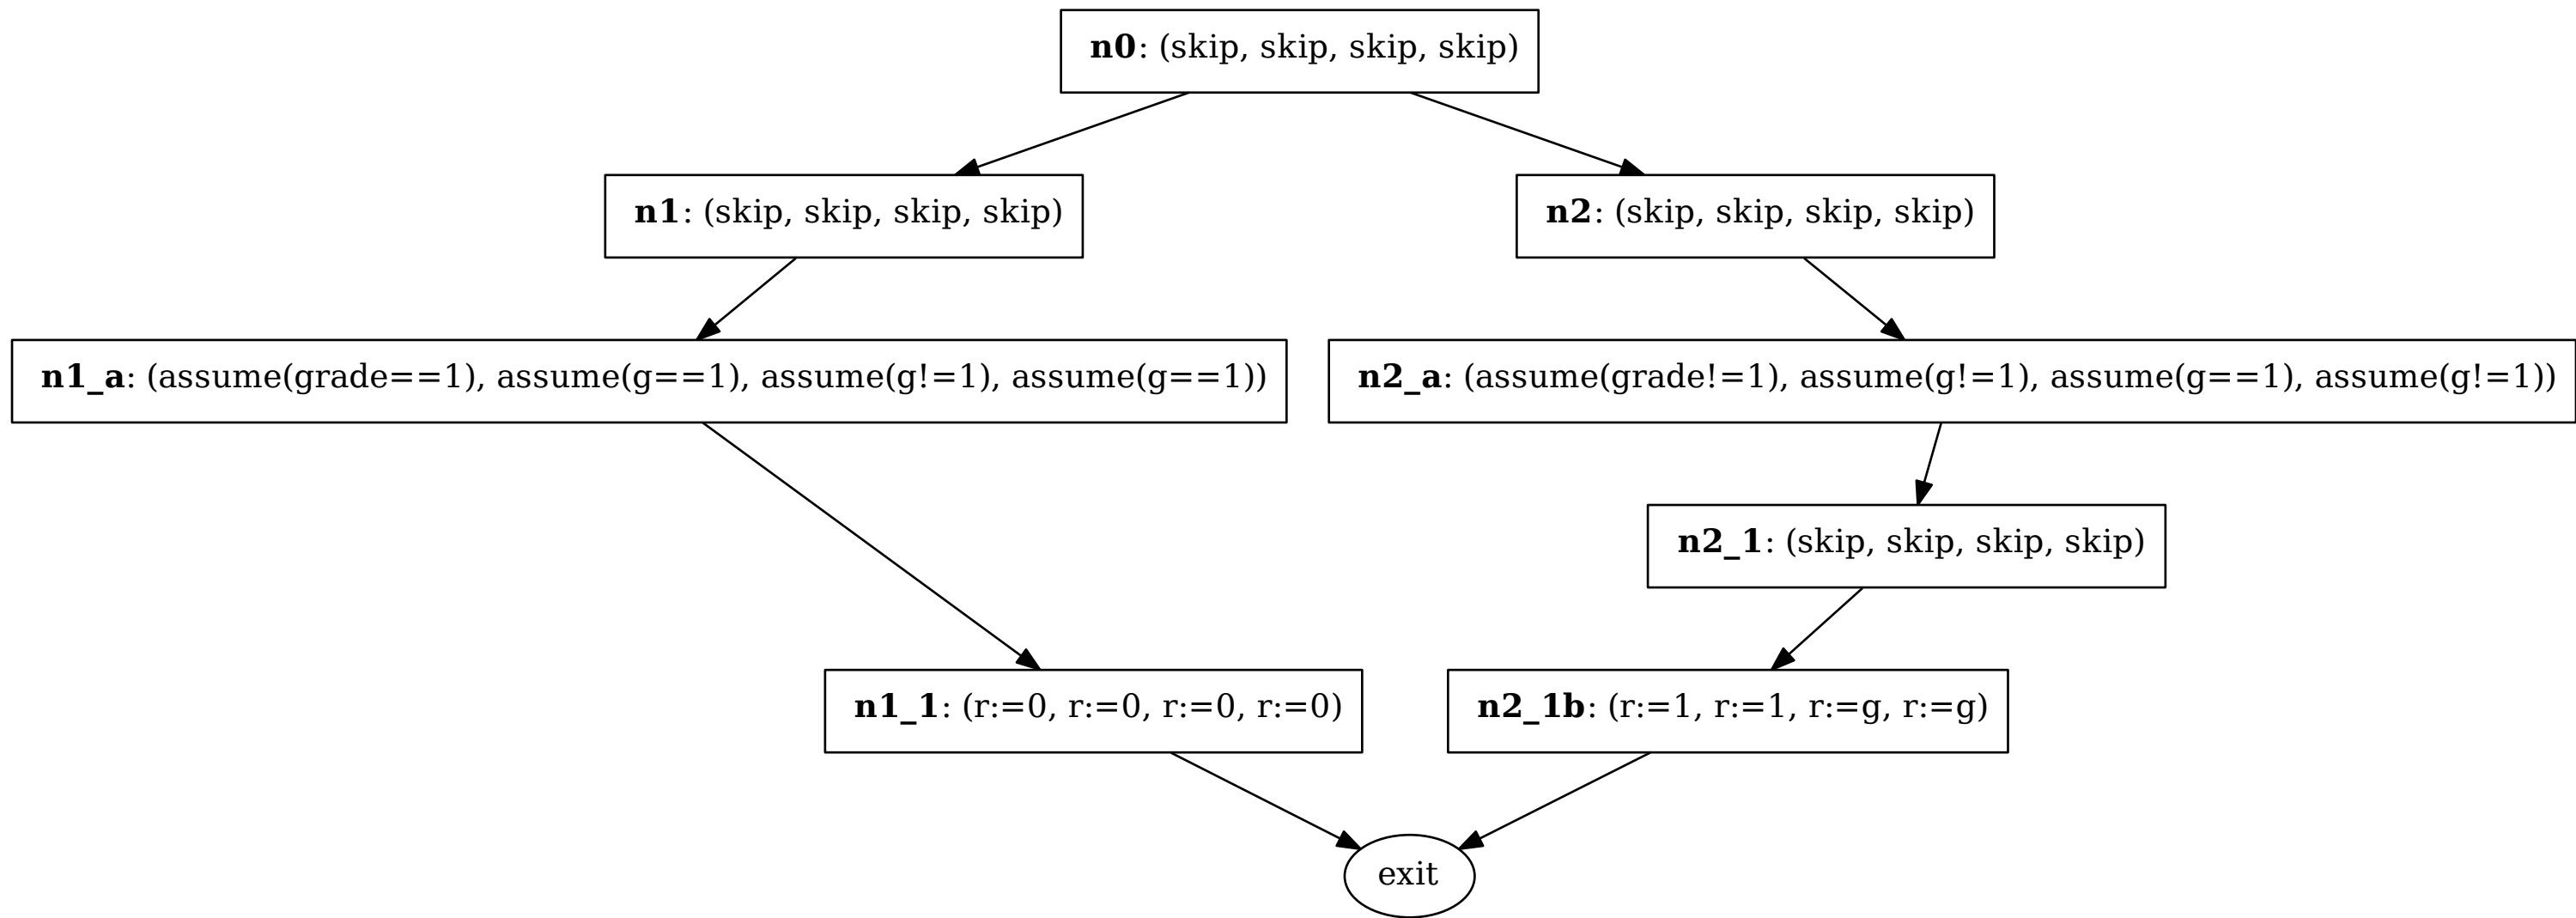 n0: (skip, skip, skip, skip)
n1: (skip, skip, skip, skip)
n2: (skip, skip, skip, skip)
n1_a: (assume(grade==1), assume(g==1), assume(g!=1), assume(g==1))
n2_a: (assume(grade!=1), assume(g!=1), assume(g==1), assume(g!=1))
n2_1: (skip, skip, skip, skip)
n1_1: (r:=0, r:=0, r:=0, r:=0)
n2_1b: (r:=1, r:=1, r:=g, r:=g)
exit